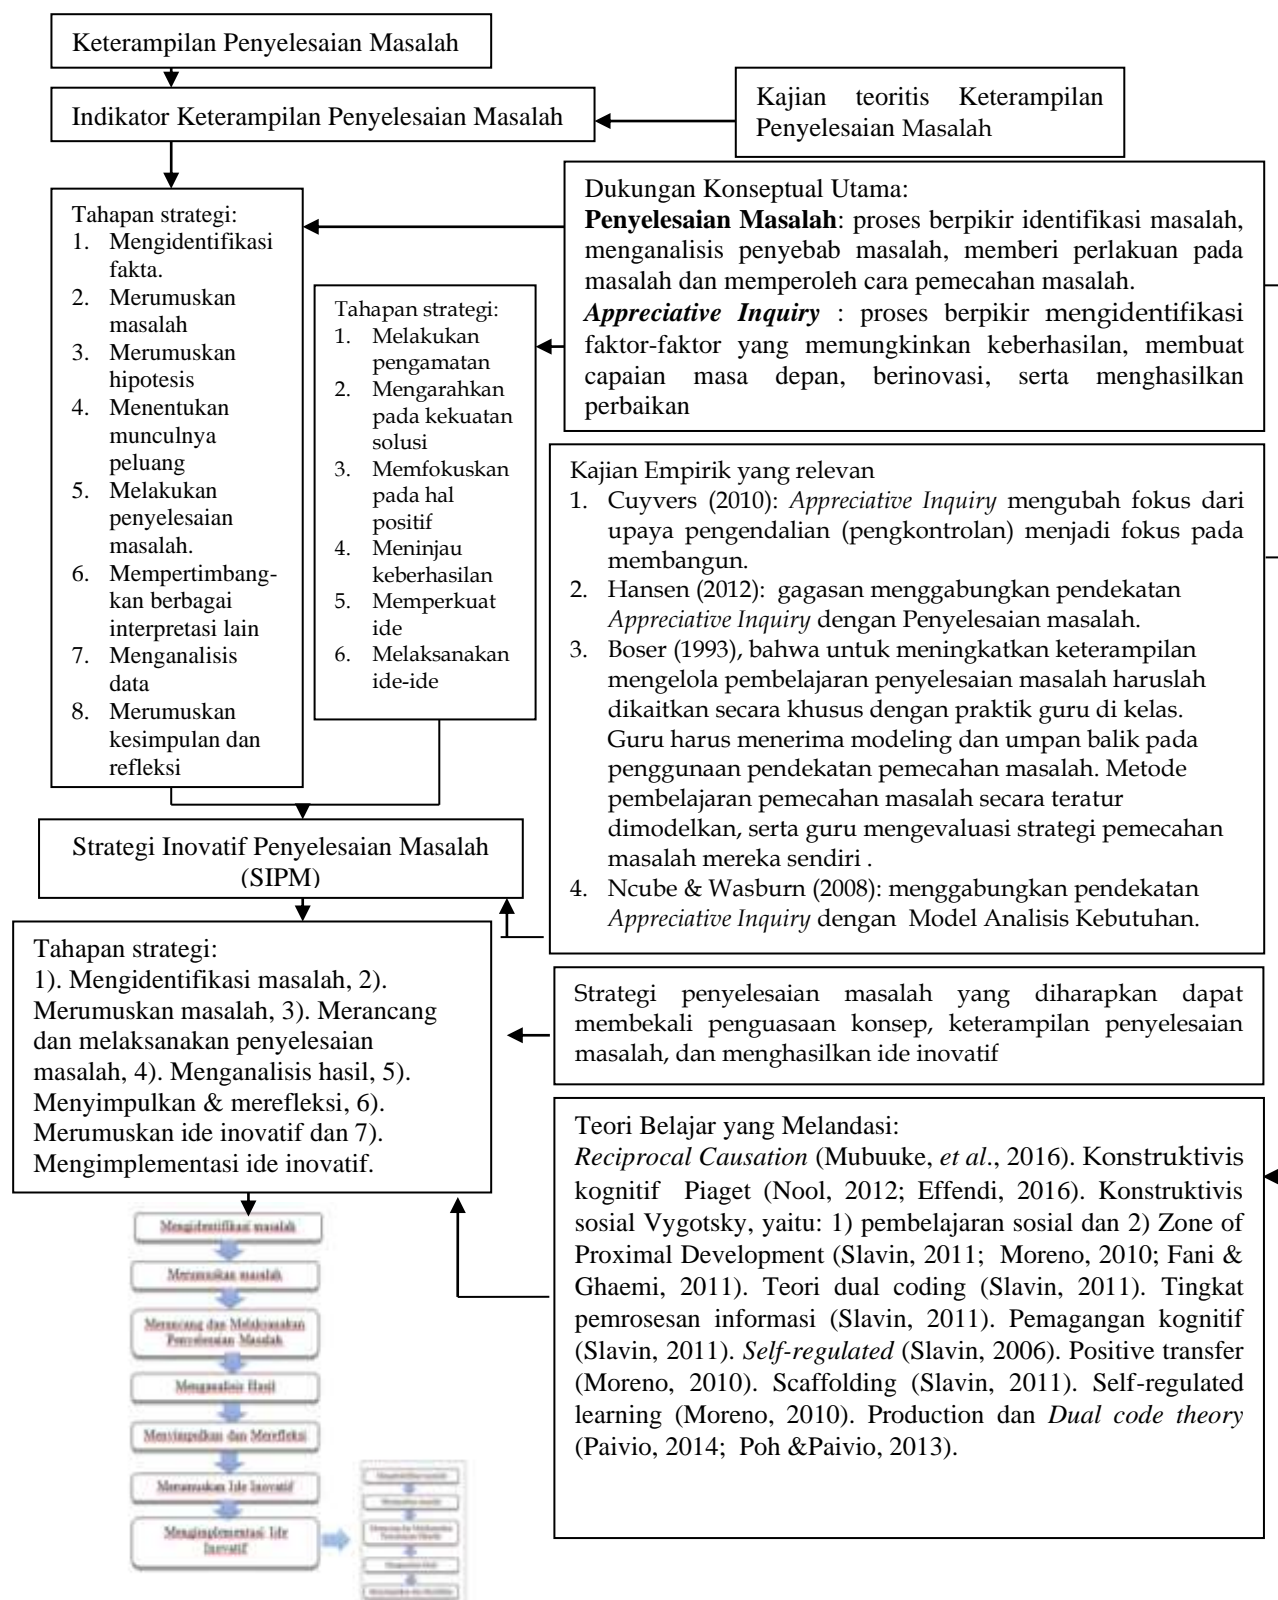 Keterampilan Penyelesaian Masalah
Indikator Keterampilan Penyelesaian Masalah
Kajian teoritis Keterampilan
Penyelesaian Masalah
Dukungan Konseptual Utama:
Penyelesaian Masalah: proses berpikir identifikasi masalah,
menganalisis penyebab masalah, memberi perlakuan pada
masalah dan memperoleh cara pemecahan masalah.
Appreciative Inquiry : proses berpikir mengidentifikasi
faktor-faktor yang memungkinkan keberhasilan, membuat
capaian masa depan, berinovasi, serta menghasilkan
perbaikan
Tahapan strategi:
1. Mengidentifikasi
fakta.
2. Merumuskan
masalah
3. Merumuskan
hipotesis
4. Menentukan
munculnya
peluang
5. Melakukan
penyelesaian
masalah.
6. Mempertimbang-
kan berbagai
interpretasi lain
7. Menganalisis
data
8. Merumuskan
kesimpulan dan
refleksi
Tahapan strategi:
1. Melakukan
pengamatan
2. Mengarahkan
pada kekuatan
solusi
3. Memfokuskan
pada hal
positif
4. Meninjau
keberhasilan
5. Memperkuat
ide
6. Melaksanakan
ide-ide
Kajian Empirik yang relevan
1. Cuyvers (2010): Appreciative Inquiry mengubah fokus dari
upaya pengendalian (pengkontrolan) menjadi fokus pada
membangun.
2. Hansen (2012): gagasan menggabungkan pendekatan
Appreciative Inquiry dengan Penyelesaian masalah.
3. Boser (1993), bahwa untuk meningkatkan keterampilan
mengelola pembelajaran penyelesaian masalah haruslah
dikaitkan secara khusus dengan praktik guru di kelas.
Guru harus menerima modeling dan umpan balik pada
penggunaan pendekatan pemecahan masalah. Metode
pembelajaran pemecahan masalah secara teratur
dimodelkan, serta guru mengevaluasi strategi pemecahan
masalah mereka sendiri .
4. Ncube & Wasburn (2008): menggabungkan pendekatan
Appreciative Inquiry dengan Model Analisis Kebutuhan.
Strategi Inovatif Penyelesaian Masalah
(SIPM)
Tahapan strategi:
1). Mengidentifikasi masalah, 2).
Merumuskan masalah, 3). Merancang
dan melaksanakan penyelesaian
masalah, 4). Menganalisis hasil, 5).
Menyimpulkan & merefleksi, 6).
Merumuskan ide inovatif dan 7).
Mengimplementasi ide inovatif.
Strategi penyelesaian masalah yang diharapkan dapat
membekali penguasaan konsep, keterampilan penyelesaian
masalah, dan menghasilkan ide inovatif
Teori Belajar yang Melandasi:
Reciprocal Causation (Mubuuke, et al., 2016). Konstruktivis
kognitif Piaget (Nool, 2012; Effendi, 2016). Konstruktivis
sosial Vygotsky, yaitu: 1) pembelajaran sosial dan 2) Zone of
Proximal Development (Slavin, 2011; Moreno, 2010; Fani &
Ghaemi, 2011). Teori dual coding (Slavin, 2011). Tingkat
pemrosesan informasi (Slavin, 2011). Pemagangan kognitif
(Slavin, 2011). Self-regulated (Slavin, 2006). Positive transfer
(Moreno, 2010). Scaffolding (Slavin, 2011). Self-regulated
learning (Moreno, 2010). Production dan Dual code theory
(Paivio, 2014; Poh &Paivio, 2013).
Mengidentifikasi masalah
Merumuskan masalah
Merancang dan Melaksanakan
Penyelesaian Masalah
Menganalisis Hasil
Menyimpulkan dan Merefleksi
Merumuskan Ide Inovatif
Mengimplementasi Ide
Inovatif